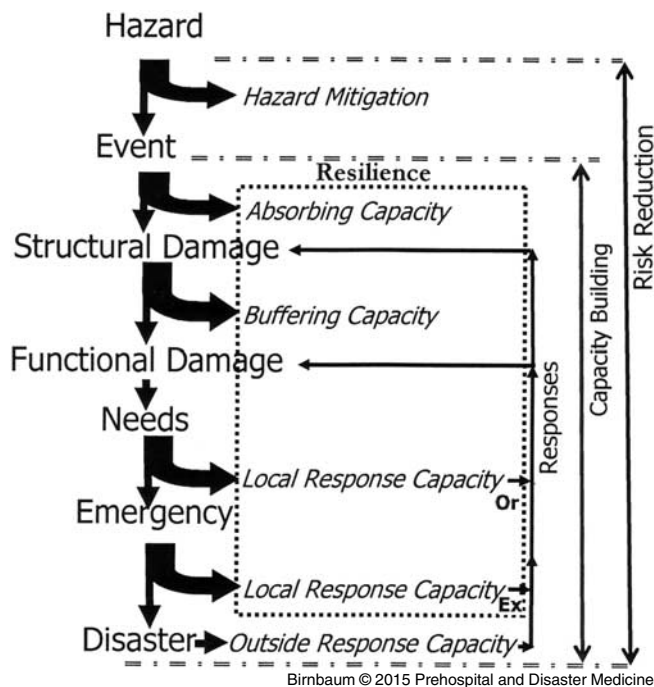 Hazard
Hazard Mitigation
Event
Resilience
Absorbing Capacity
Structural Damage
Buffering Capacity
Functional Damage
Needs
Local Response Capacity
Or
Emergency
Local Response Capacity
Ex
Disaster
Outside Response Capacity
Responses
Capacity Building
Risk Reduction
Birnbaum © 2015 Prehospital and Disaster Medicine